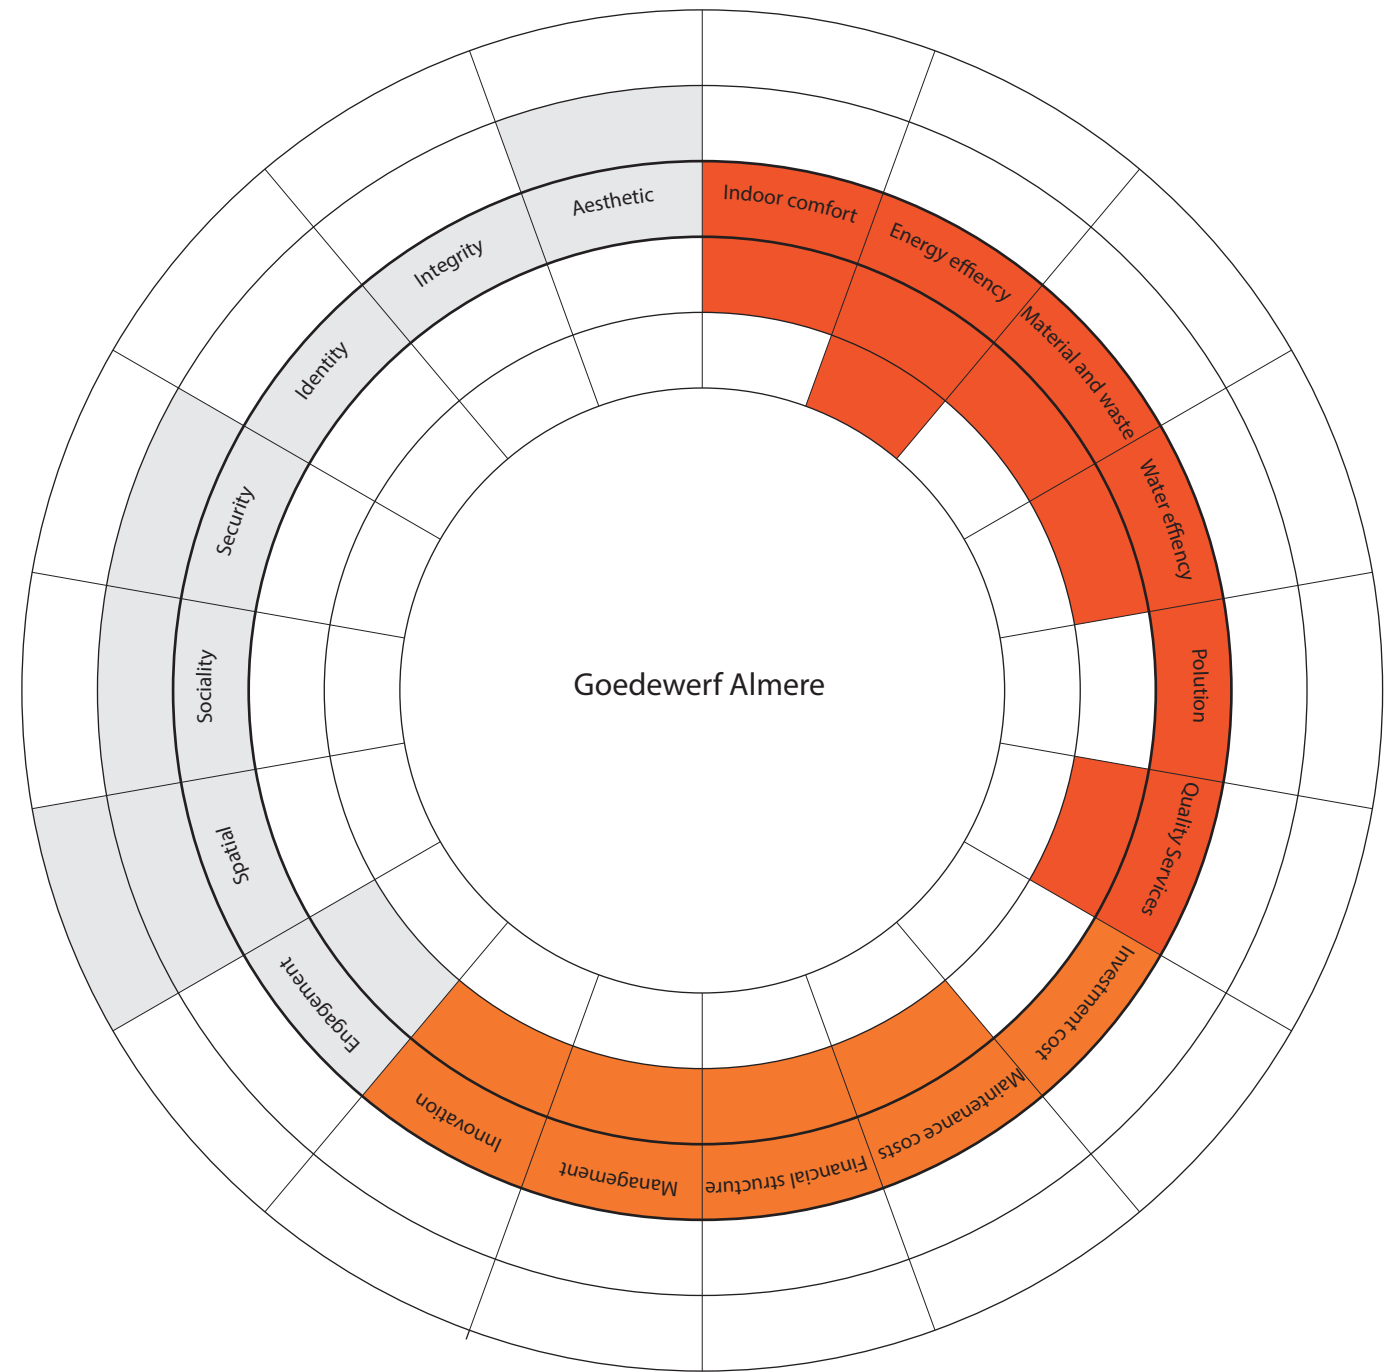 Indoor comfort
Energy effiency
Material and waste
Water effiency
Polution
Quality Services
Investment cost
Maintenance costs
Financial structure
Management
Innovation
Engagement
Spatial
Sociality
Security
Identity
Integrity
Aesthetic
Goedewerf Almere